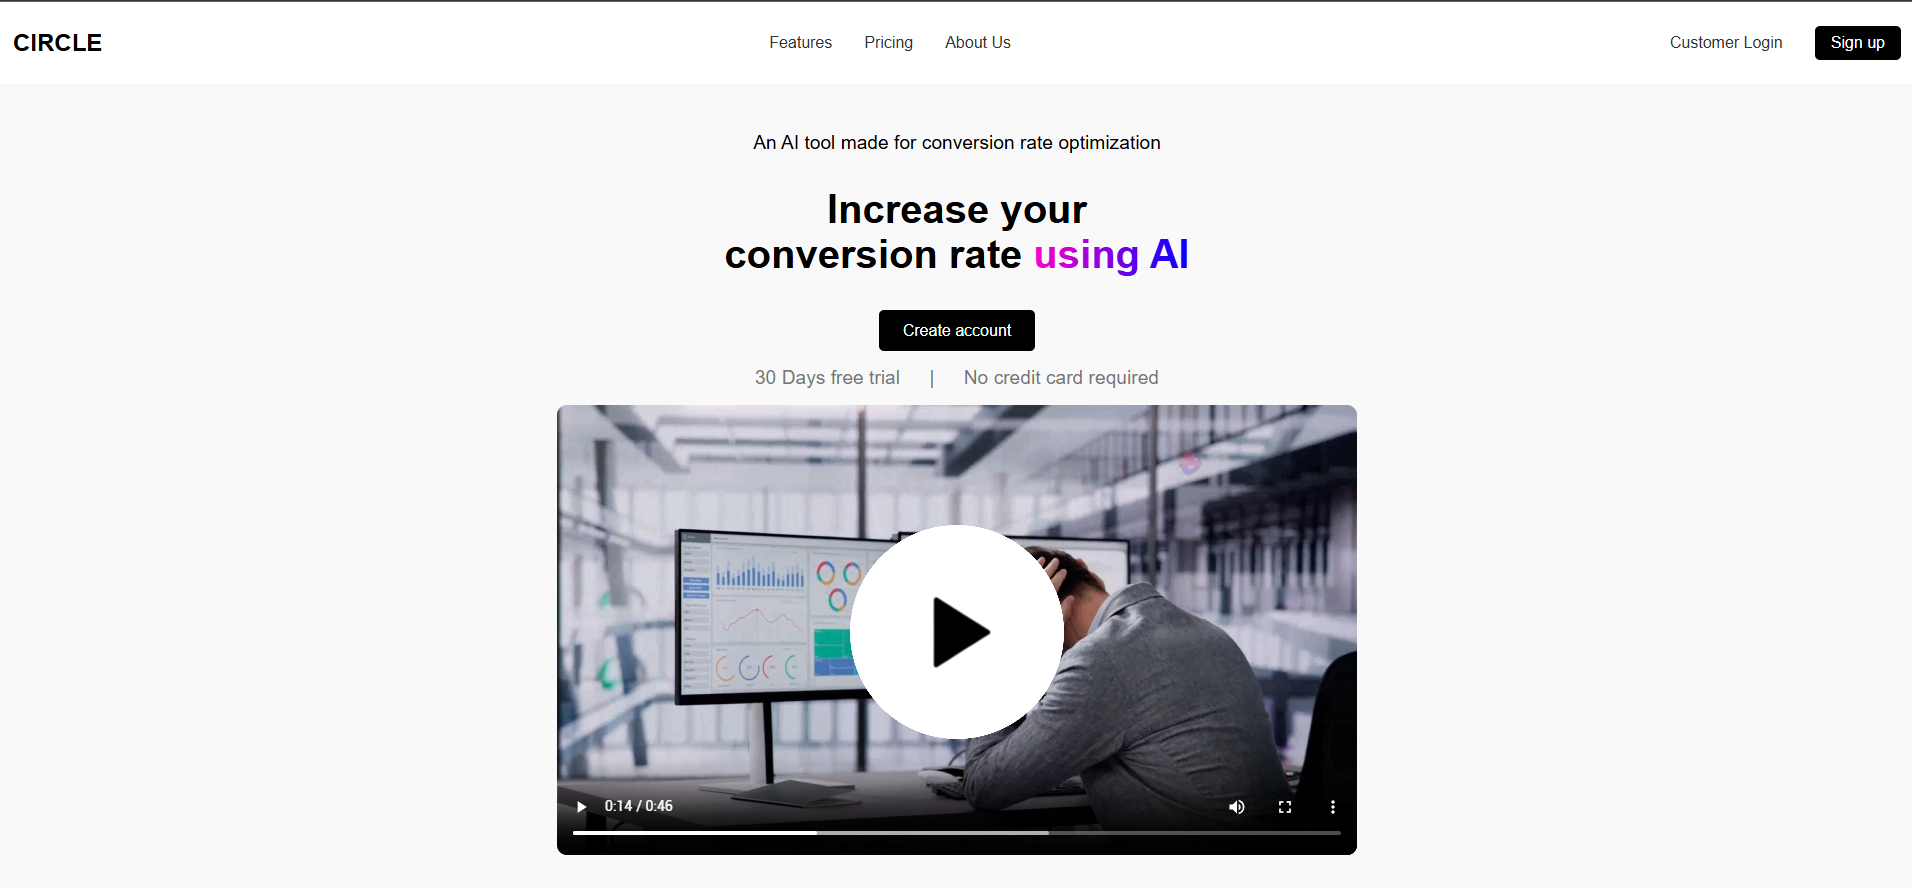 CIRCLE
Features
Pricing
About Us
Customer Login
Sign up
An AI tool made for conversion rate optimization
Increase your
conversion rate using AI
Create account
30 Days free trial | No credit card required
0:14 / 0:46